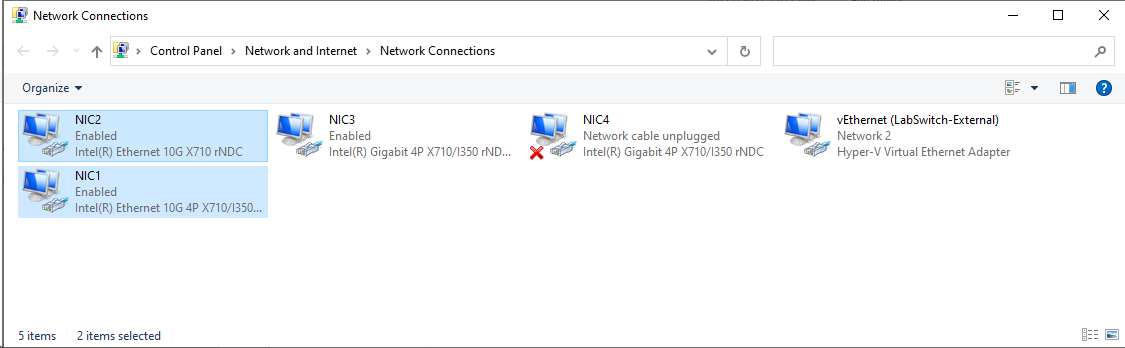 Network Connections
Control Panel > Network and Internet > Network Connections
Organize
NIC2
Enabled
Intel(R) Ethernet 10G X710 rNDC
NIC3
Enabled
Intel(R) Gigabit 4P X710/I350 rND...
NIC4
Network cable unplugged
Intel(R) Gigabit 4P X710/I350 rNDC
vEthernet (LabSwitch-External)
Network 2
Hyper-V Virtual Ethernet Adapter
NIC1
Enabled
Intel(R) Ethernet 10G 4P X710/I350...
5 items
2 items selected